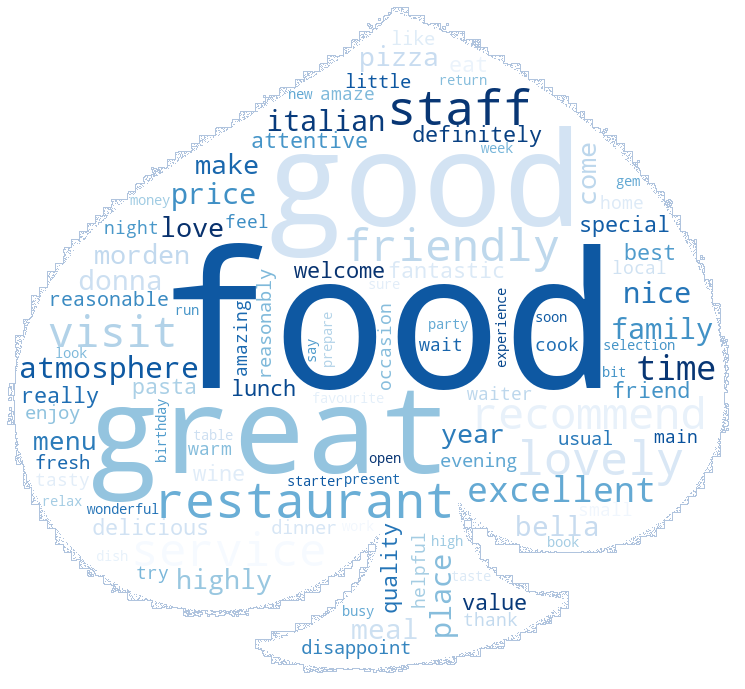 like
pizza
eat
little
return
new
amaze
staff
italian
definitely
attentive
good
week
come
make
gem
price
money
home
love
feel
special
night
friendly
morden
best
welcome
fantastic
local
donna
food
sure
nice
reasonable
reasonably
amazing
run
occasion
experience
soon
party
visit
family
prepare
say
wait
cook
selection
look
atmosphere
time
bit
pasta
lunch
waiter
friend
really
favourite
great
recommend
enjoy
birthday
table
year
usual
main
menu
warm
lovely
fresh
open
evening
tasty
wine
starter
present
excellent
relax
restaurant
wonderful
small
delicious
dinner
work
bella
service
quality
helpful
high
book
dish
try
highly
place
taste
busy
value
meal
thank
disappoint